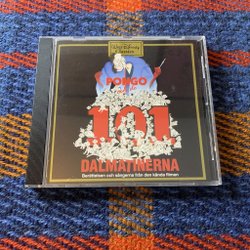 Walt Disney
Classics
PONGO
101
DALMATINERNA
Berättelsen och sångerna från den kända filmen